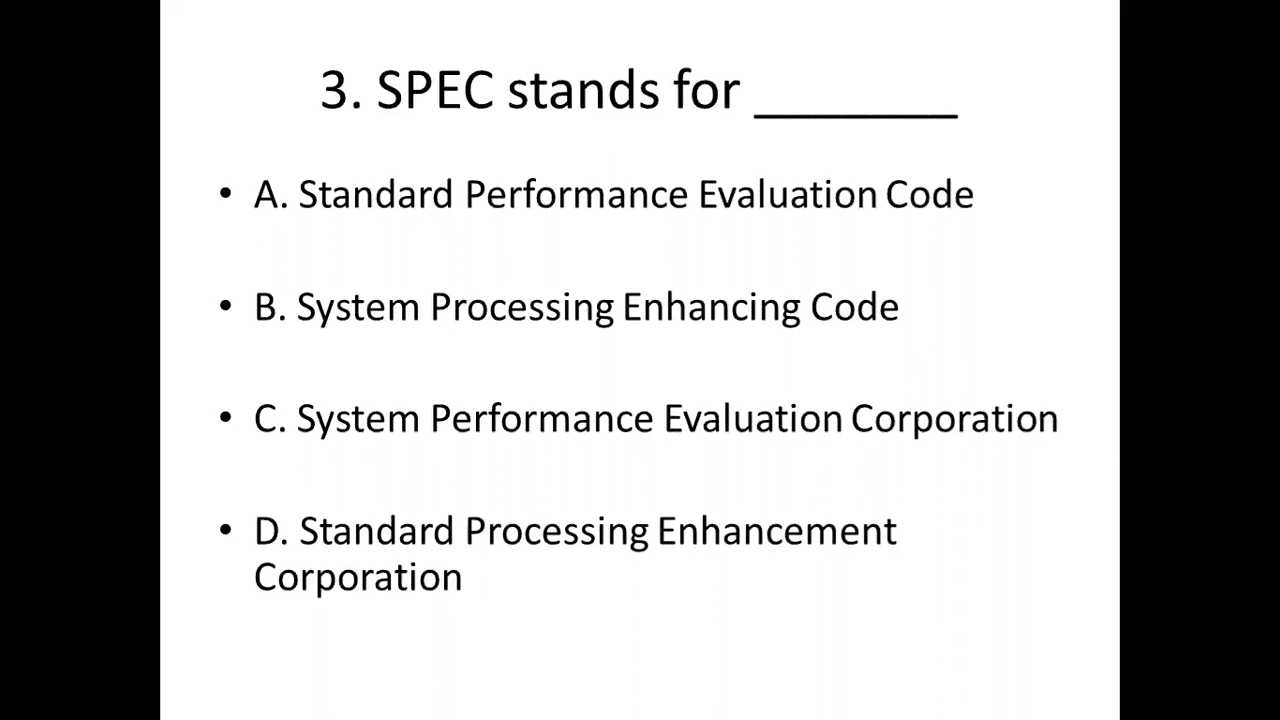 3. SPEC stands for _______
• A. Standard Performance Evaluation Code
• B. System Processing Enhancing Code
• C. System Performance Evaluation Corporation
• D. Standard Processing Enhancement
Corporation